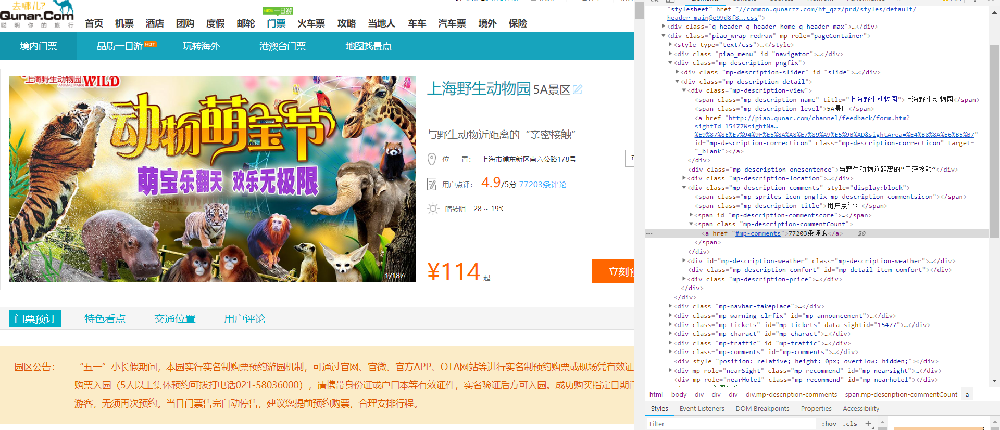 去哪儿?
Qunar.Com
聪明你的旅行
NEW一日游
首页 机票 酒店 团购 度假 邮轮 门票 火车票 攻略 当地人 车车 汽车票 境外 保险
境内门票 品质一日游 HOT 玩转海外 港澳台门票 地图找景点
上海野生动物园 WILD
ANIMAL PARK
动物萌宝节
萌宝乐翻天 欢乐无极限
1/187
上海野生动物园 5A景区
与野生动物近距离的“亲密接触”
位 置： 上海市浦东新区南六公路178号
用户点评： 4.9/5分 77203条评论
晴转阴 28 ~ 19℃
¥114 起
立刻预
门票预订 特色看点 交通位置 用户评论
园区公告： “五一”小长假期间，本园实行实名制购票预约游园机制，可通过官网、官微、官方APP、OTA网站等进行实名制预约购票或现场凭有效证
购票入园（5人以上集体预约可拨打电话021-58036000），请携带身份证或户口本等有效证件，实名验证后方可入园。成功购买指定日期门
游客，无须再次预约。当日门票售完自动停售，建议您提前预约购票，合理安排行程。
"stylesheet" href="//common.qunarzz.com/hf_qzz/prd/styles/default/
header_main@e99d8f8….css">
<div class="q_header q_header_home q_header_max">…</div>
<div class="piao_wrap redraw" mp-role="pageContainer">
<style type="text/css">…</style>
<div class="piao_menu" id="navigator">…</div>
<div class="mp-description pngfix">
<div class="mp-description-slider" id="slide">…</div>
<div class="mp-description-detail">
<div class="mp-description-view">
<span class="mp-description-name" title="上海野生动物园">上海野生动物园</span>
<span class="mp-description-level">5A景区</span>
<a href="http://piao.qunar.com/channel/feedback/form.htm?
sightId=15477&sightNa…
%E9%87%8E%E7%94%9F%E5%8A%A8%E7%89%A9%E5%9B%AD&sightArea=%E4%B8%8A%E6%B5%B7"
id="mp-description-correcticon" class="mp-description-correcticon" target=
"_blank"></a>
</div>
<div class="mp-description-onesentence">与野生动物近距离的“亲密接触”</div>
<div class="mp-description-location">…</div>
<div class="mp-description-comments" style="display:block">
<span class="mp-sprites-icon pngfix mp-description-commentsicon"></span>
<span class="mp-description-title">用户点评：</span>
<span id="mp-description-commentscore">…</span>
<span class="mp-description-commentCount">
<a href="#mp-comments">77203条评论</a> == $0
</span>
</div>
<div id="mp-description-weather" class="mp-description-weather">…</div>
<div class="mp-description-comfort" id="mp-detail-item-comfort"></div>
<div class="mp-description-price">…</div>
</div>
</div>
<div class="mp-navbar-takeplace">…</div>
<div class="mp-warning clrfix" id="mp-announcement">…</div>
<div class="mp-tickets" id="mp-tickets" data-sightid="15477">…</div>
<div class="mp-charact" id="mp-charact">…</div>
<div class="mp-traffic" id="mp-traffic">…</div>
<div class="mp-comments" id="mp-comments">…</div>
<div style="position: relative; height: 0px; overflow: hidden;"></div>
<div mp-role="nearSight" class="mp-recommend" id="mp-nearsight">…</div>
<div mp-role="nearHotel" class="mp-recommend" id="mp-nearhotel"></div>
html body div div div div.mp-description-comments span.mp-description-commentCount a
Styles Event Listeners DOM Breakpoints Properties Accessibility
Filter :hov .cls +